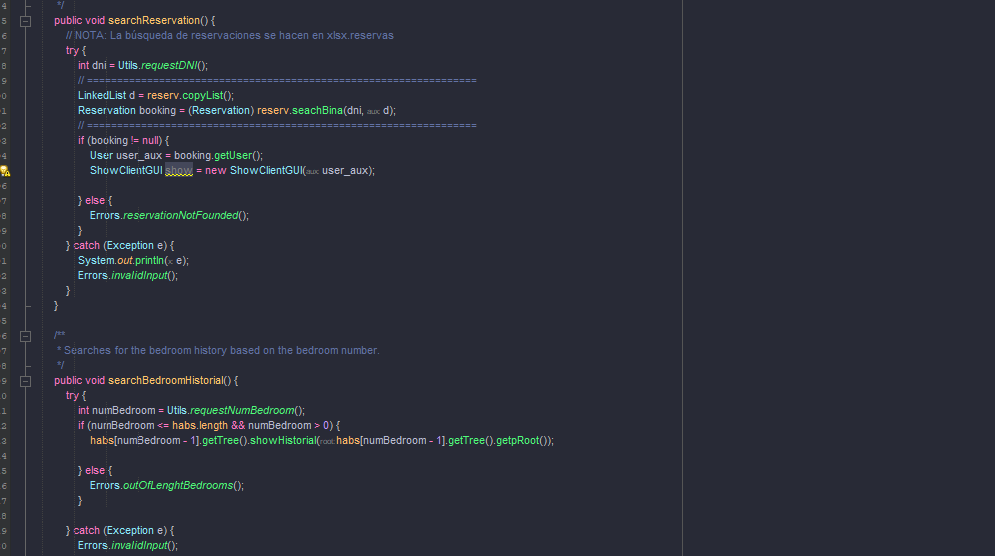 4 */
5 public void searchReservation() {
6 // NOTA: La búsqueda de reservaciones se hacen en xlsx.reservas
7 try {
8 int dni = Utils.requestDNI();
9 // =================================================================
0 LinkedList d = reserv.copyList();
1 Reservation booking = (Reservation) reserv.seachBina(dni, aux: d);
2 // =================================================================
3 if (booking != null) {
4 User user_aux = booking.getUser();
ShowClientGUI show = new ShowClientGUI(aux: user_aux);
6
7 } else {
8 Errors.reservationNotFounded();
9 }
0 } catch (Exception e) {
1 System.out.println(x: e);
2 Errors.invalidInput();
3 }
4 }
5
6 /**
7 * Searches for the bedroom history based on the bedroom number.
8 */
9 public void searchBedroomHistorial() {
0 try {
1 int numBedroom = Utils.requestNumBedroom();
2 if (numBedroom <= habs.length && numBedroom > 0) {
3 habs[numBedroom - 1].getTree().showHistorial(root: habs[numBedroom - 1].getTree().getpRoot());
4
5 } else {
6 Errors.outOfLenghtBedrooms();
7 }
8
9 } catch (Exception e) {
0 Errors.invalidInput();